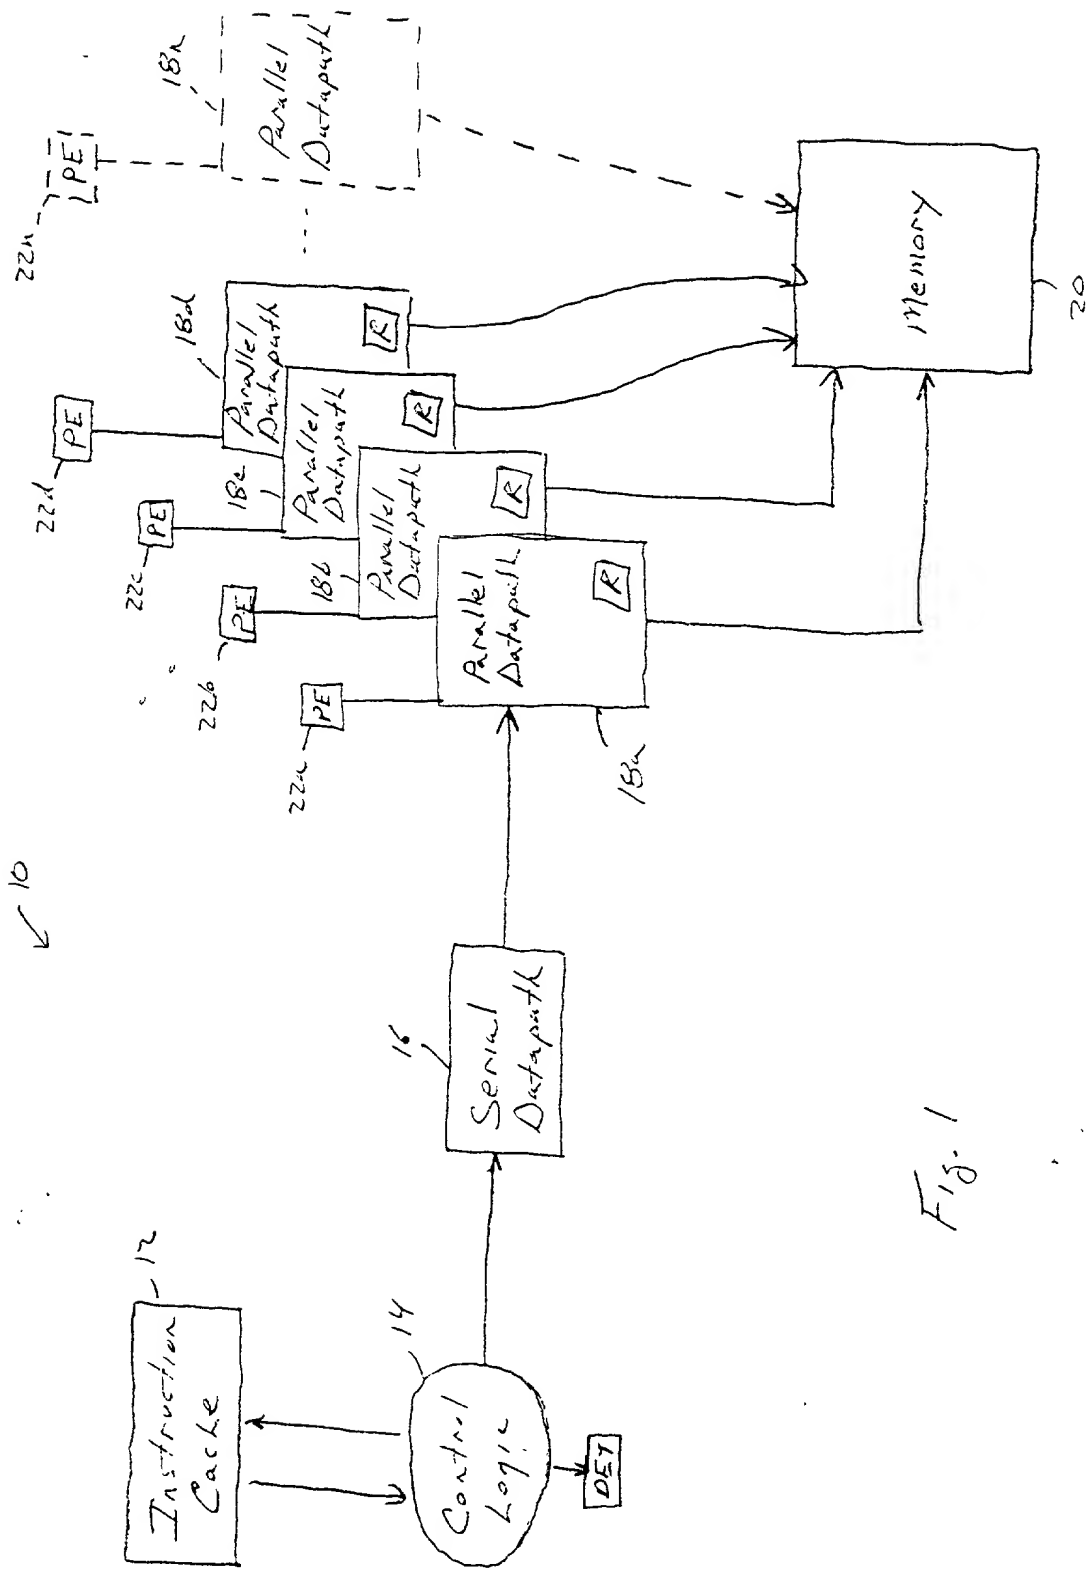 10
Instruction
Cache
12
Control
Logic
14
DET
Serial
Datapath
16
Parallel
Datapath
R
18a
PE
22a
Parallel
Datapath
R
18b
PE
22b
Parallel
Datapath
R
18c
PE
22c
Parallel
Datapath
R
18d
PE
22d
...
Parallel
Datapath
18n
PE
22n
Memory
20
Fig. 1